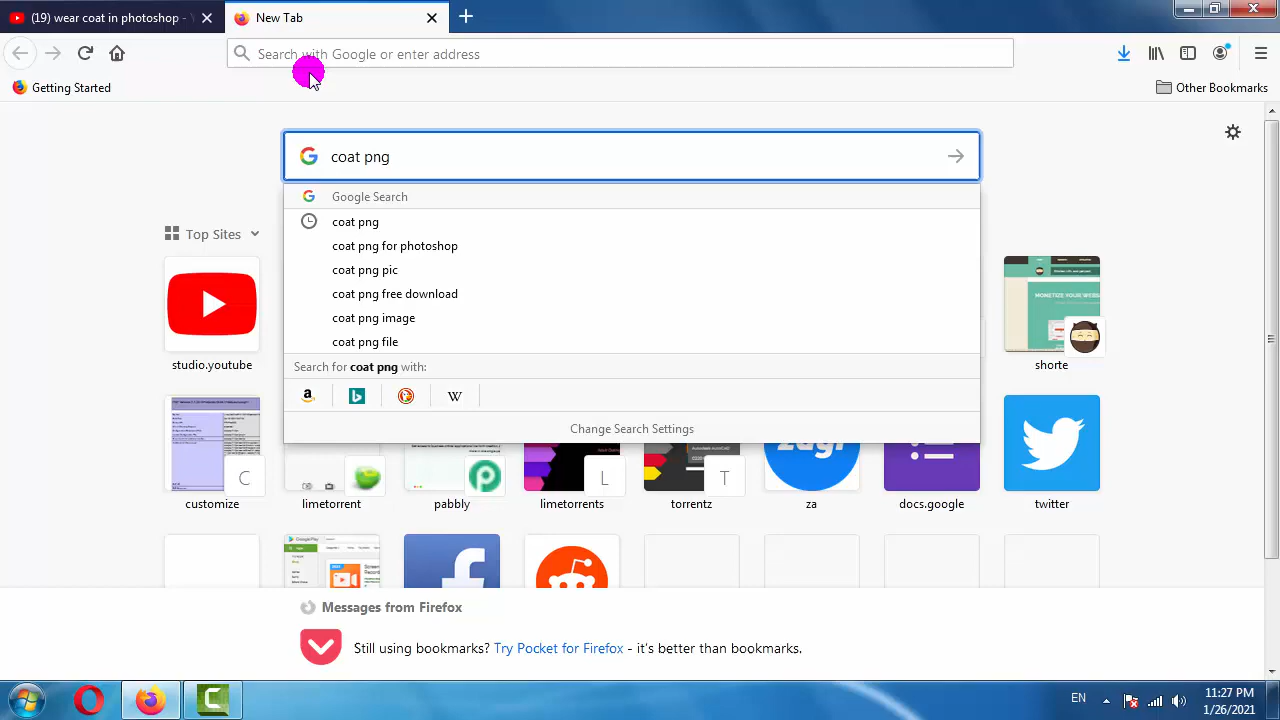 (19) wear coat in photoshop - Y
New Tab
Search with Google or enter address
Getting Started
Other Bookmarks
coat png
Google Search
coat png
coat png for photoshop
coat png free download
coat png image
coat png hd
Search for coat png with:
Change Search Settings
Top Sites
studio.youtube
shorte
customize
limetorrent
pabbly
limetorrents
torrentz
za
docs.google
twitter
Messages from Firefox
Still using bookmarks? Try Pocket for Firefox - it's better than bookmarks.
EN
11:27 PM
1/26/2021